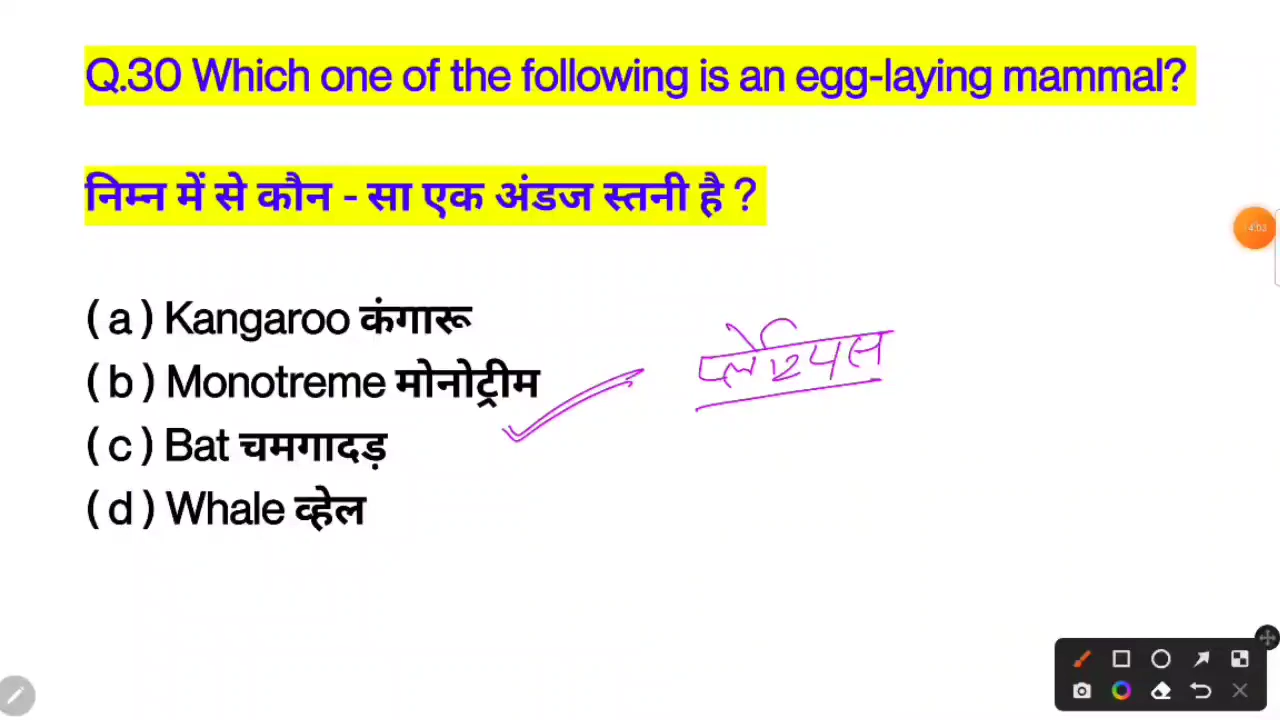 Q.30 Which one of the following is an egg-laying mammal?
निम्न में से कौन - सा एक अंडज स्तनी है ?
( a ) Kangaroo कंगारू
( b ) Monotreme मोनोट्रीम
( c ) Bat चमगादड़
( d ) Whale व्हेल